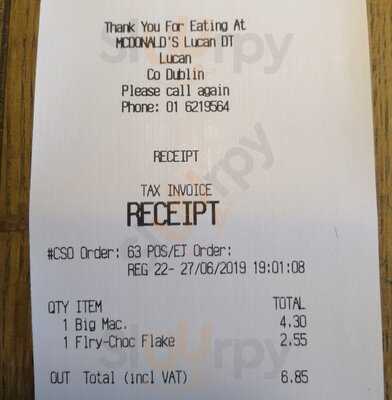 Thank You For Eating At
MCDONALD'S Lucan DT
Lucan
Co Dublin
Please call again
Phone: 01 6219564
RECEIPT
TAX INVOICE
RECEIPT
#CSO Order: 63 POS/EJ Order:
REG 22- 27/06/2019 19:01:08
QTY ITEM TOTAL
1 Big Mac. 4.30
1 Flry-Choc Flake 2.55
OUT Total (incl VAT) 6.85